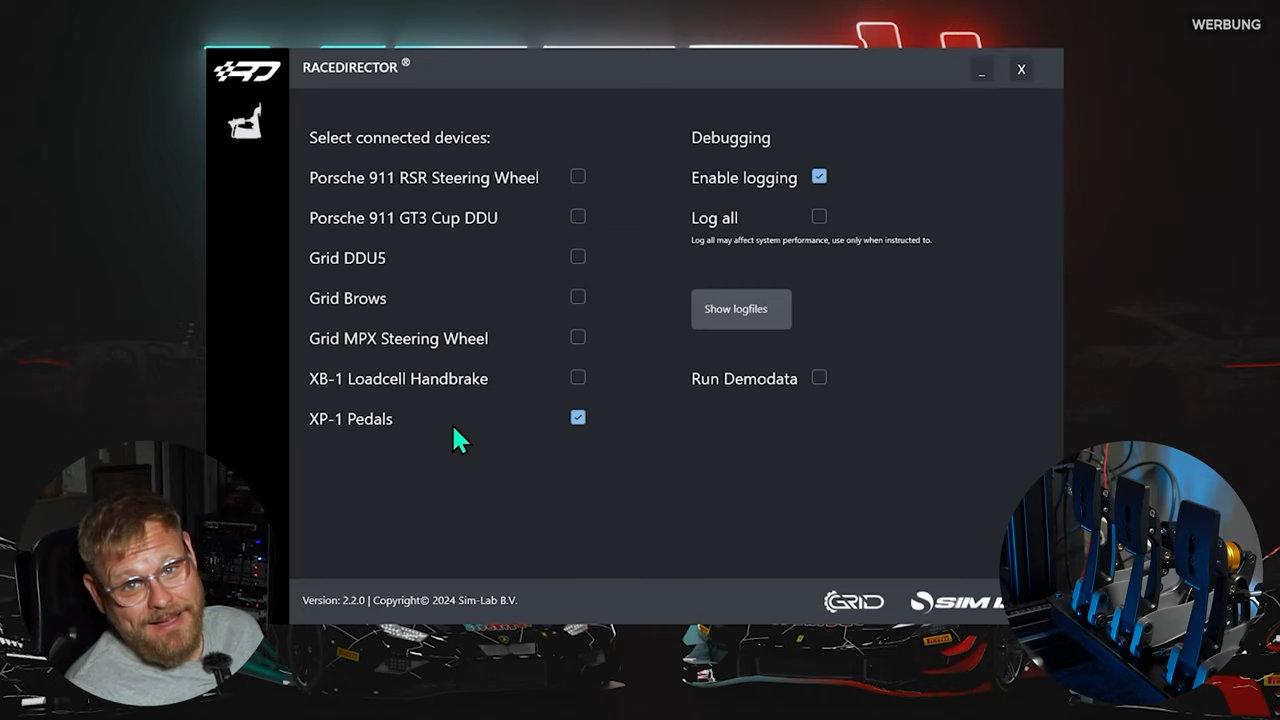 WERBUNG
RACEDIRECTOR ®
Select connected devices:
Porsche 911 RSR Steering Wheel
Porsche 911 GT3 Cup DDU
Grid DDU5
Grid Brows
Grid MPX Steering Wheel
XB-1 Loadcell Handbrake
XP-1 Pedals
Debugging
Enable logging
Log all
Log all may affect system performance, use only when instructed to.
Show logfiles
Run Demodata
Version: 2.2.0 | Copyright© 2024 Sim-Lab B.V.
GRID
SIM L